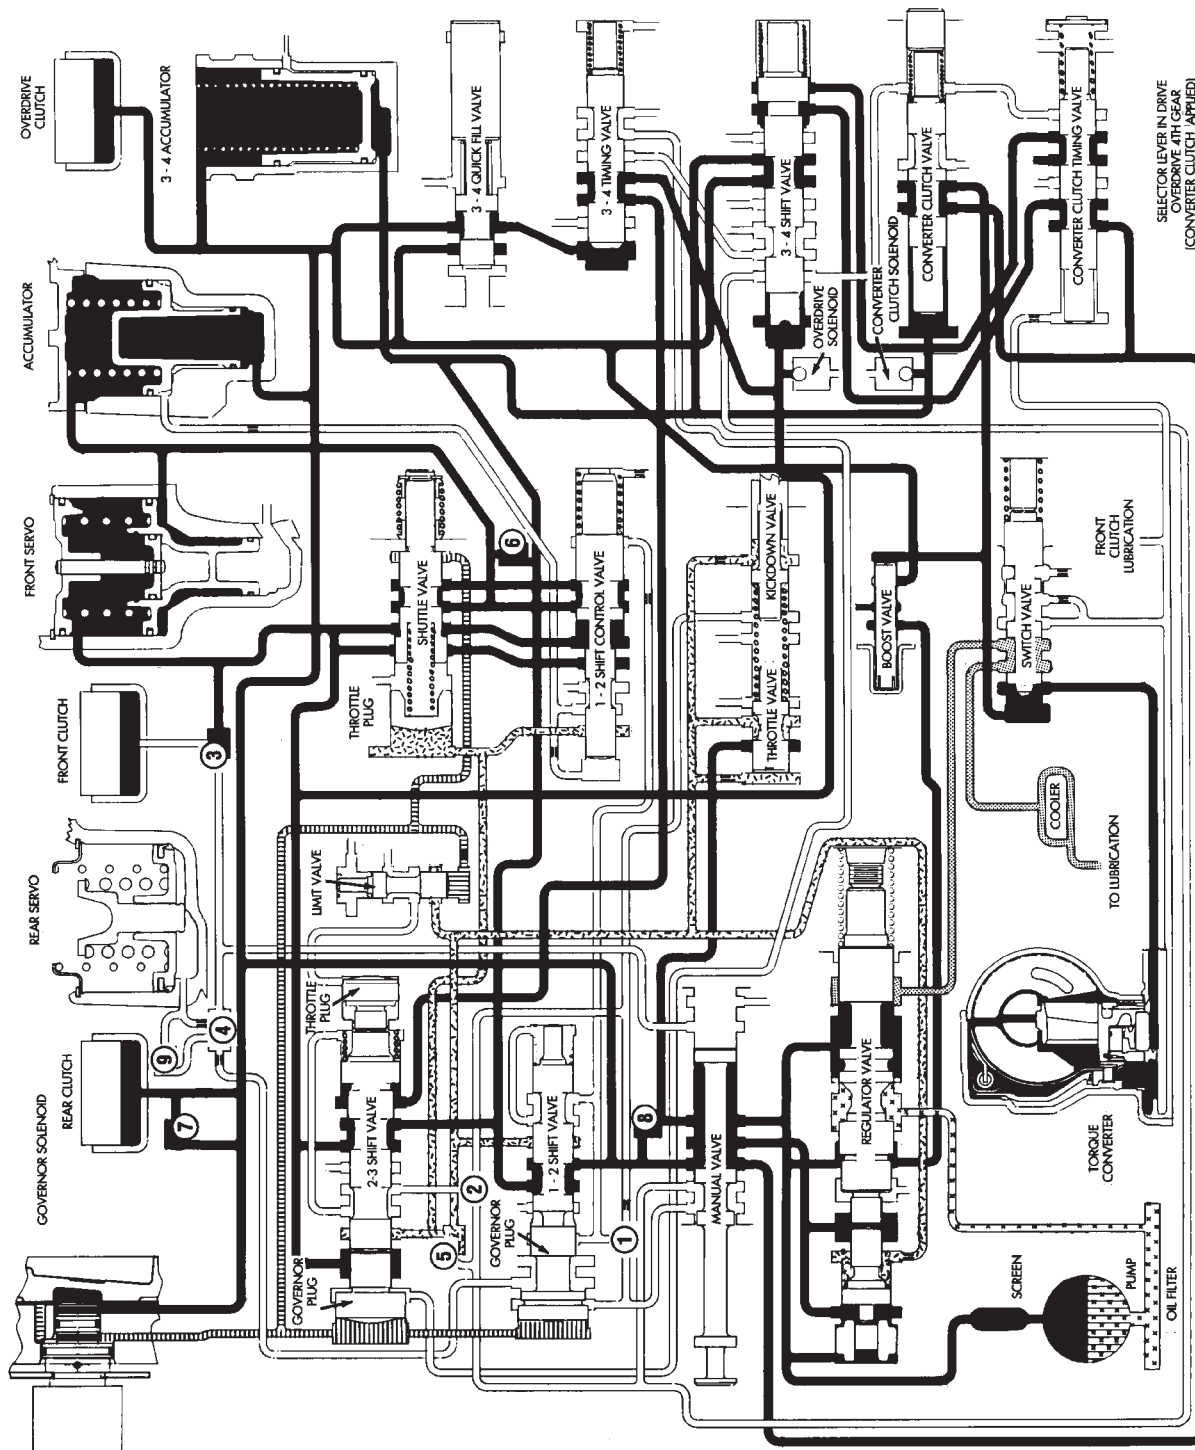 OVERDRIVE
CLUTCH
3 - 4 ACCUMULATOR
3 - 4 QUICK FILL VALVE
3 - 4 TIMING VALVE
3 - 4 SHIFT VALVE
CONVERTER CLUTCH VALVE
CONVERTER CLUTCH TIMING VALVE
SELECTOR LEVER IN DRIVE
OVERDRIVE 4TH GEAR
(CONVERTER CLUTCH APPLIED)
ACCUMULATOR
OVERDRIVE
SOLENOID
CONVERTER
CLUTCH SOLENOID
FRONT SERVO
SHUTTLE VALVE
6
1 - 2 SHIFT CONTROL VALVE
KICKDOWN VALVE
BOOST VALVE
SWITCH VALVE
FRONT
CLUTCH
LUBRICATION
FRONT CLUTCH
3
THROTTLE
PLUG
THROTTLE VALVE
COOLER
TO LUBRICATION
REAR SERVO
LIMIT VALVE
9
4
THROTTLE
PLUG
REAR CLUTCH
7
2-3 SHIFT VALVE
2
1 - 2 SHIFT VALVE
8
MANUAL VALVE
REGULATOR VALVE
TORQUE
CONVERTER
GOVERNOR SOLENOID
GOVERNOR
PLUG
5
GOVERNOR
PLUG
1
SCREEN
PUMP
OIL FILTER